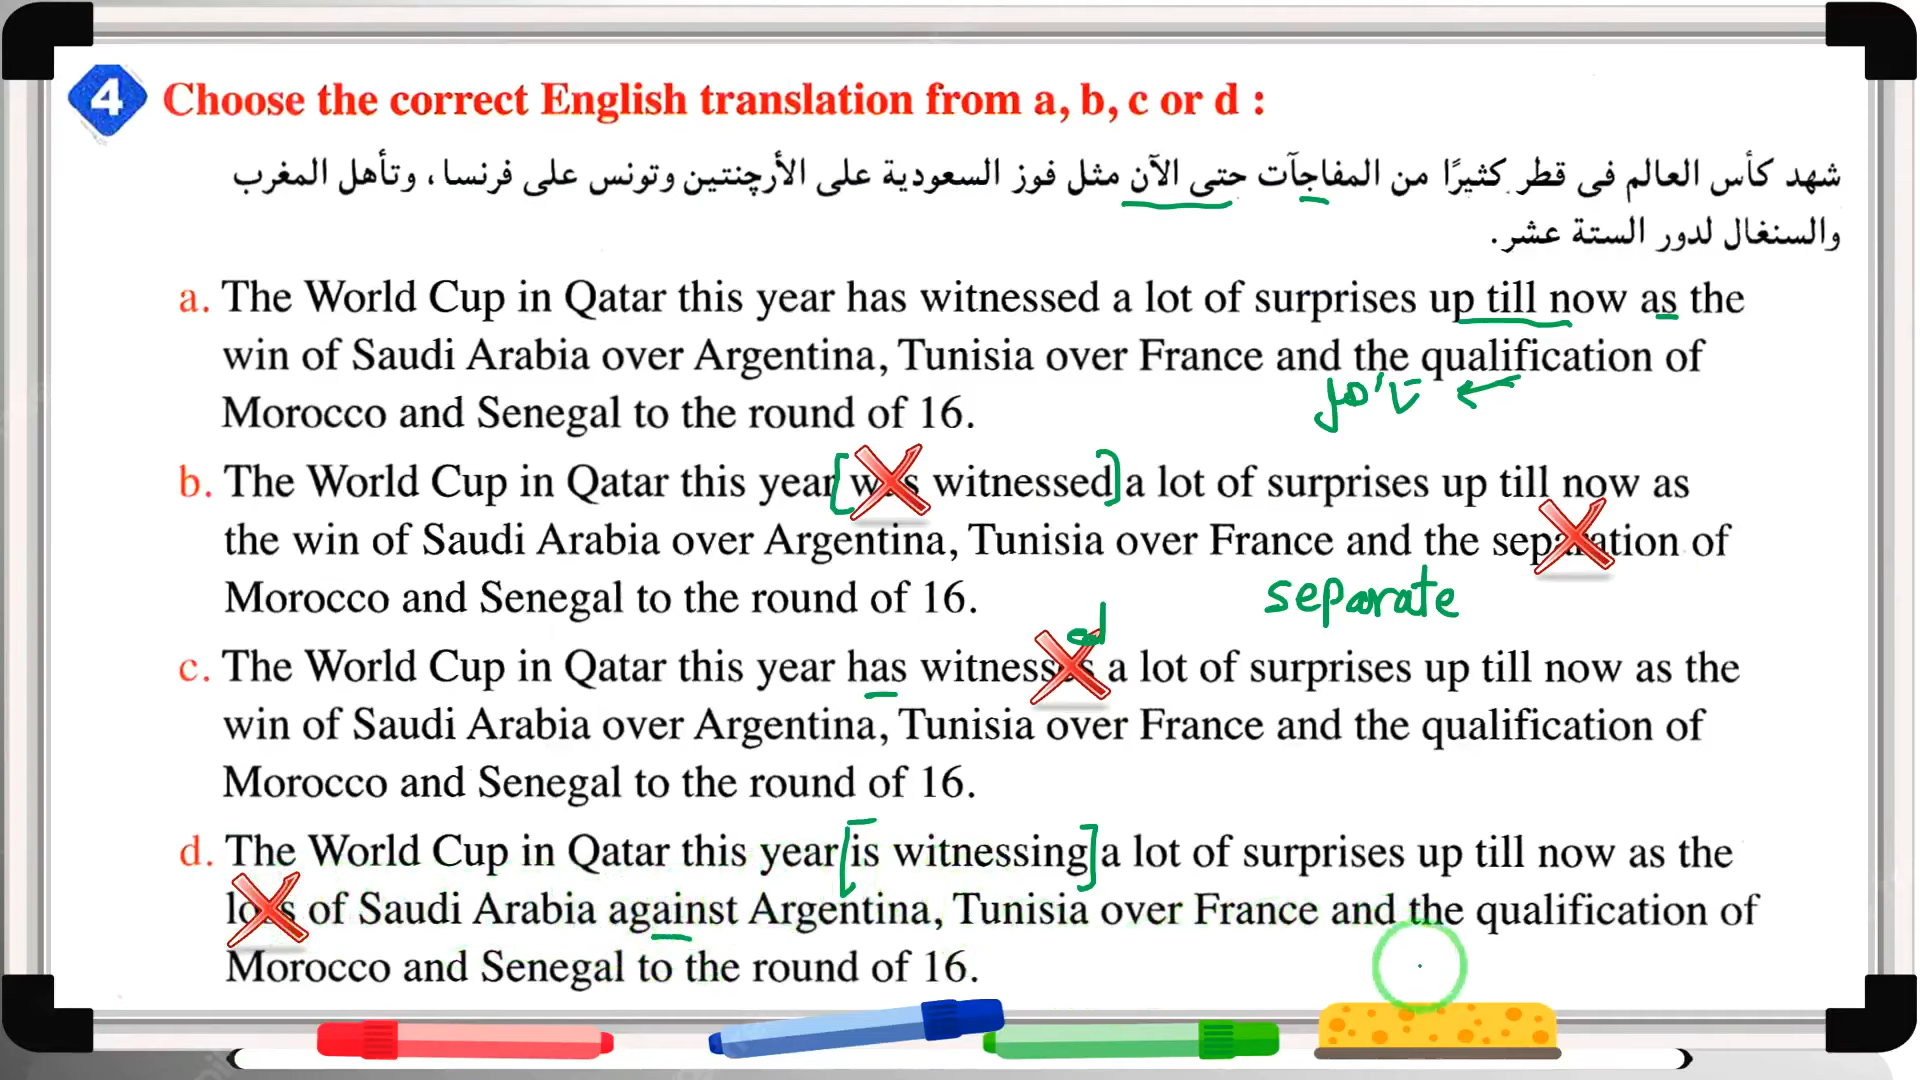 4 Choose the correct English translation from a, b, c or d :
شهد كأس العالم فى قطر كثيرًا من المفاجآت حتى الآن مثل فوز السعودية على الأرچنتين وتونس على فرنسا، وتأهل المغرب
والسنغال لدور الستة عشر.
a. The World Cup in Qatar this year has witnessed a lot of surprises up till now as the
win of Saudi Arabia over Argentina, Tunisia over France and the qualification of
Morocco and Senegal to the round of 16.
b. The World Cup in Qatar this year [was witnessed] a lot of surprises up till now as
the win of Saudi Arabia over Argentina, Tunisia over France and the separation of
separate
Morocco and Senegal to the round of 16.
ed
c. The World Cup in Qatar this year has witnesses a lot of surprises up till now as the
win of Saudi Arabia over Argentina, Tunisia over France and the qualification of
Morocco and Senegal to the round of 16.
d. The World Cup in Qatar this year [is witnessing] a lot of surprises up till now as the
loss of Saudi Arabia against Argentina, Tunisia over France and the qualification of
Morocco and Senegal to the round of 16.